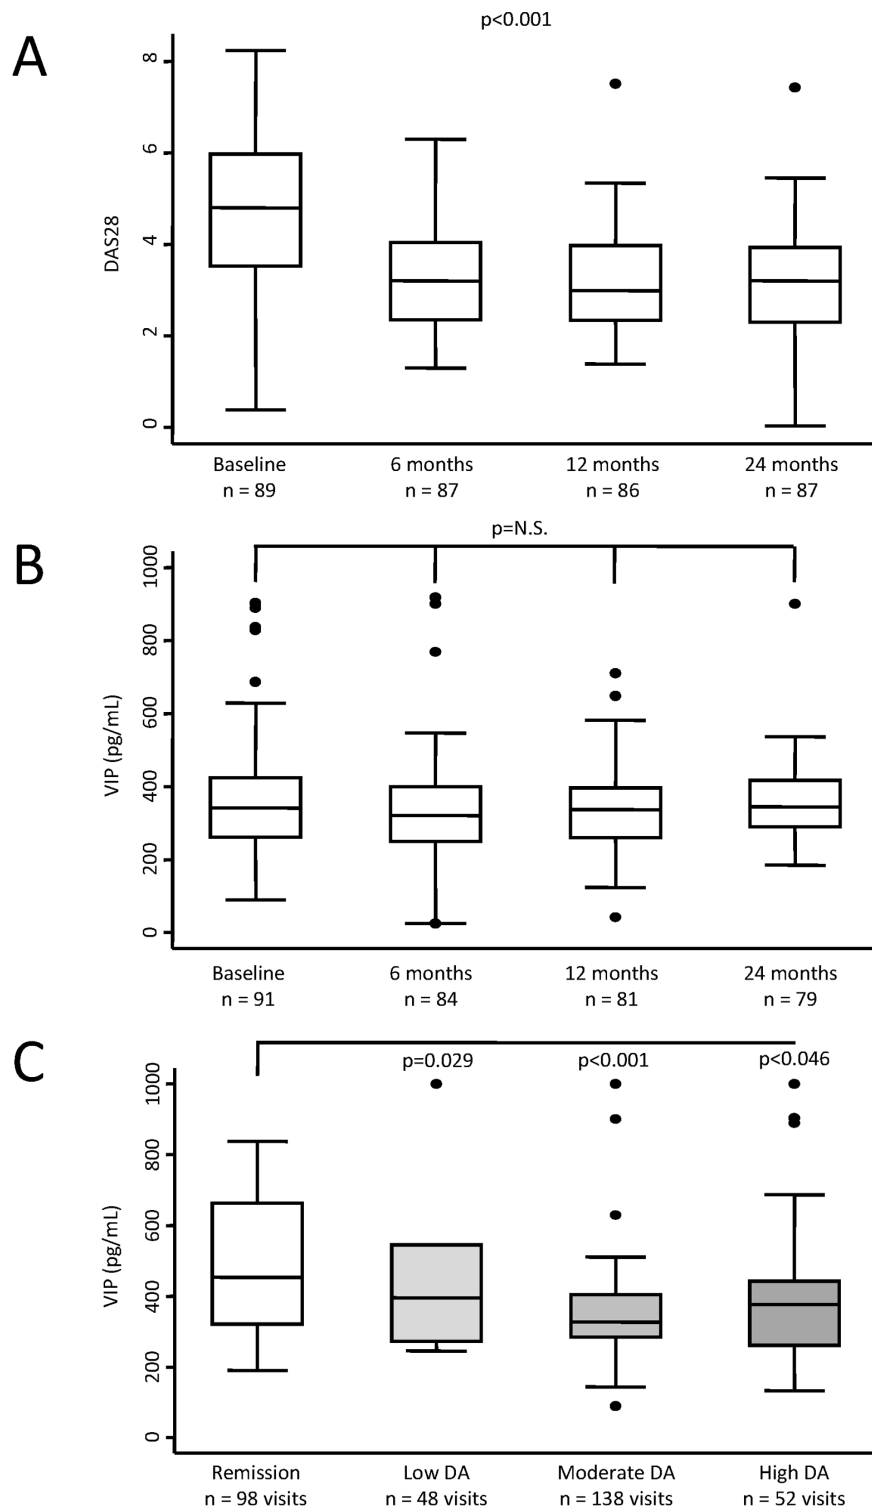 A
p<0.001
DAS28
8
6
4
2
0
Baseline
6 months
12 months
24 months
n = 89
n = 87
n = 86
n = 87
B
p=N.S.
VIP (pg/mL)
1000
800
600
400
200
0
Baseline
6 months
12 months
24 months
n = 91
n = 84
n = 81
n = 79
C
p=0.029
p<0.001
p<0.046
VIP (pg/mL)
1000
800
600
400
200
0
Remission
Low DA
Moderate DA
High DA
n = 98 visits
n = 48 visits
n = 138 visits
n = 52 visits